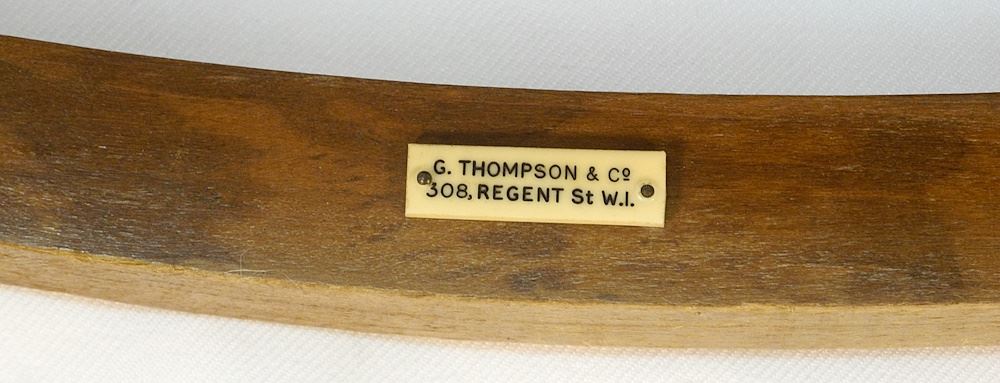 G. THOMPSON & Cº
308, REGENT St W.I.